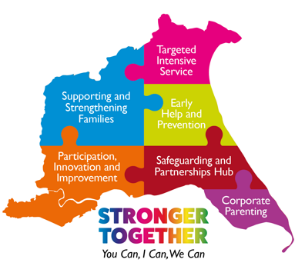 Targeted
Intensive
Service
Supporting and
Strengthening
Families
Early
Help and
Prevention
Participation,
Innovation and
Improvement
Safeguarding and
Partnerships Hub
Corporate
Parenting
STRONGER
TOGETHER
You Can, I Can, We Can